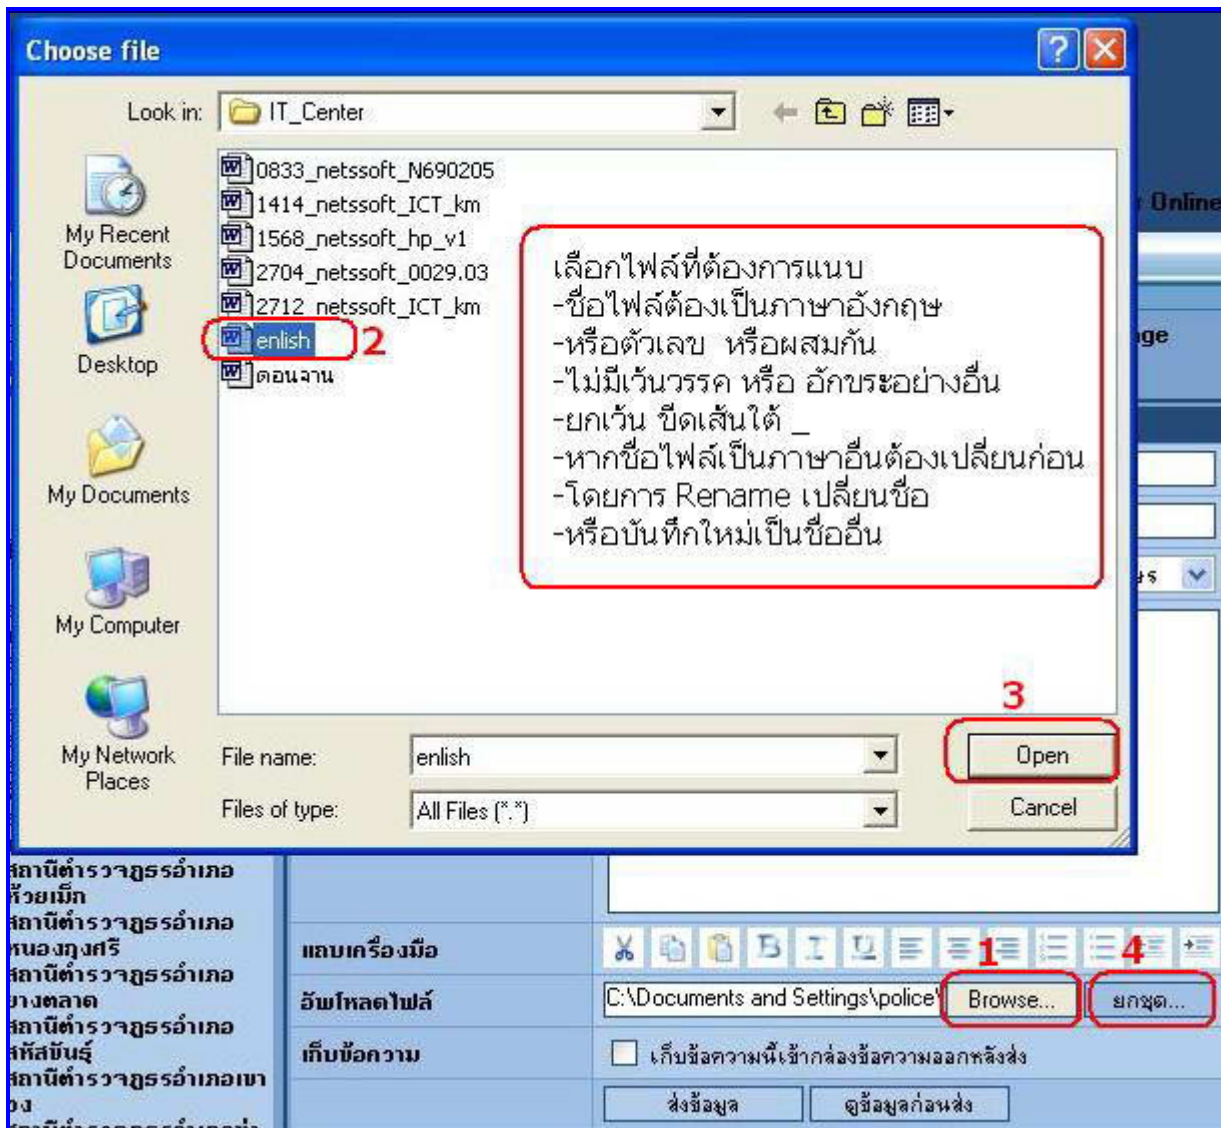 Choose file
Look in: IT_Center
r Online
My Recent
Documents
Desktop
My Documents
My Computer
My Network
Places
0833_netssoft_N690205
1414_netssoft_ICT_km
1568_netssoft_hp_v1
2704_netssoft_0029.03
2712_netssoft_ICT_km
enlish 2
ดอนจาน
เลือกไฟล์ที่ต้องการแนบ
-ชื่อไฟล์ต้องเป็นภาษาอังกฤษ
-หรือตัวเลข หรือผสมกัน
-ไม่มีเว้นวรรค หรือ อักขระอย่างอื่น
-ยกเว้น ขีดเส้นใต้ _
-หากชื่อไฟล์เป็นภาษาอื่นต้องเปลี่ยนก่อน
-โดยการ Rename เปลี่ยนชื่อ
-หรือบันทึกใหม่เป็นชื่ออื่น
age
3
File name: enlish Open
Files of type: All Files (*.*) Cancel
สถานีตำรวจภูธรอำเภอ
ห้วยเม็ก
สถานีตำรวจภูธรอำเภอ
หนองกุงศรี
สถานีตำรวจภูธรอำเภอ
ยางตลาด
สถานีตำรวจภูธรอำเภอ
สหัสขันธ์
สถานีตำรวจภูธรอำเภอเขา
วง
แถบเครื่องมือ B I U 1 4
อัพโหลดไฟล์ C:\Documents and Settings\police\ Browse... ยกชุด...
เก็บข้อความ เก็บข้อความนี้เข้ากล่องข้อความออกหลังส่ง
ส่งข้อมูล ดูข้อมูลก่อนส่ง